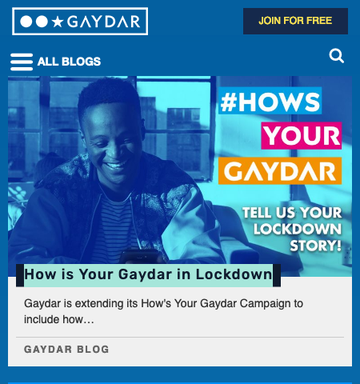 GAYDAR
JOIN FOR FREE
ALL BLOGS
#HOWS
YOUR
GAYDAR
TELL US YOUR
LOCKDOWN
STORY!
How is Your Gaydar in Lockdown
Gaydar is extending its How's Your Gaydar Campaign to
include how…
GAYDAR BLOG